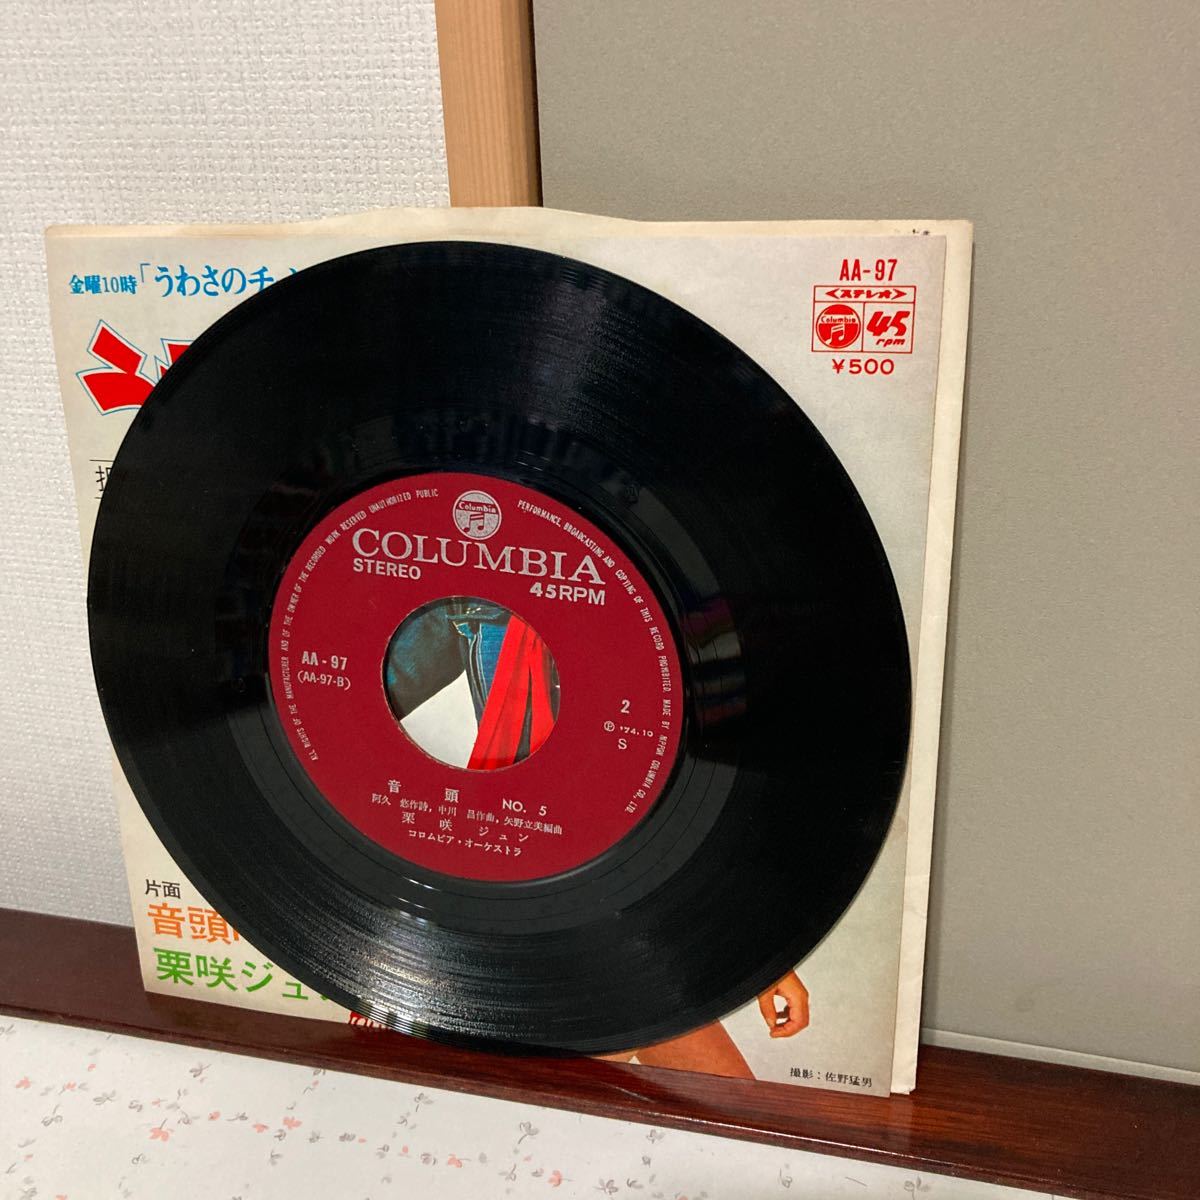 金曜10時「うわさのチャ
AA-97
<ステレオ>
Columbia
45
rpm
¥500
ALL RIGHTS OF THE MANUFACTURER AND OF THE OWNER OF THE RECORDED WORK RESERVED UNAUTHORIZED PUBLIC PERFORMANCE, BROADCASTING AND COPYING OF THIS RECORD PROHIBITED. MADE BY NIPPON COLUMBIA CO., LTD.
Columbia
COLUMBIA
STEREO
45RPM
AA-97
(AA-97-B)
2
Ⓟ '74.10
S
音頭 NO. 5
阿久 悠作詩, 中川 昌作曲, 矢野立美編曲
栗咲 ジュン
コロムビア・オーケストラ
片面
音頭
栗咲ジュン
撮影:佐野猛男